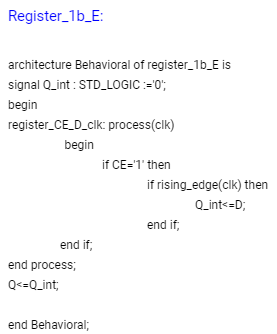 Register_1b_E:
architecture Behavioral of register_1b_E is
signal Q_int : STD_LOGIC :='0';
begin
register_CE_D_clk: process(clk)
begin
if CE='1' then
if rising_edge(clk) then
Q_int<=D;
end if;
end if;
end process;
Q<=Q_int;
end Behavioral;